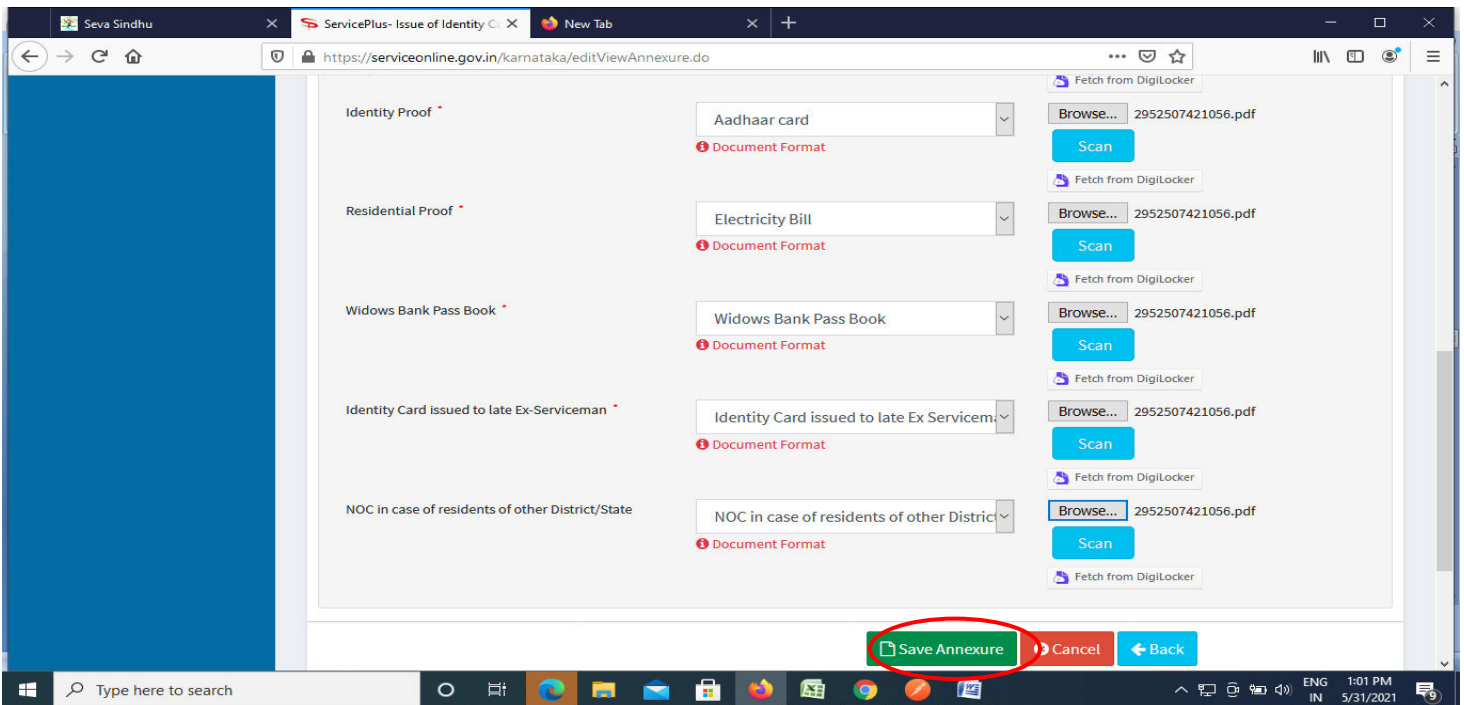 Seva Sindhu
ServicePlus- Issue of Identity C
New Tab
https://serviceonline.gov.in/karnataka/editViewAnnexure.do
Fetch from DigiLocker
Identity Proof *
Aadhaar card
Browse... 2952507421056.pdf
Document Format
Scan
Fetch from DigiLocker
Residential Proof *
Electricity Bill
Browse... 2952507421056.pdf
Document Format
Scan
Fetch from DigiLocker
Widows Bank Pass Book *
Widows Bank Pass Book
Browse... 2952507421056.pdf
Document Format
Scan
Fetch from DigiLocker
Identity Card issued to late Ex-Serviceman *
Identity Card issued to late Ex Servicema
Browse... 2952507421056.pdf
Document Format
Scan
Fetch from DigiLocker
NOC in case of residents of other District/State
NOC in case of residents of other District
Browse... 2952507421056.pdf
Document Format
Scan
Fetch from DigiLocker
Save Annexure
Cancel
Back
Type here to search
ENG
IN
1:01 PM
5/31/2021